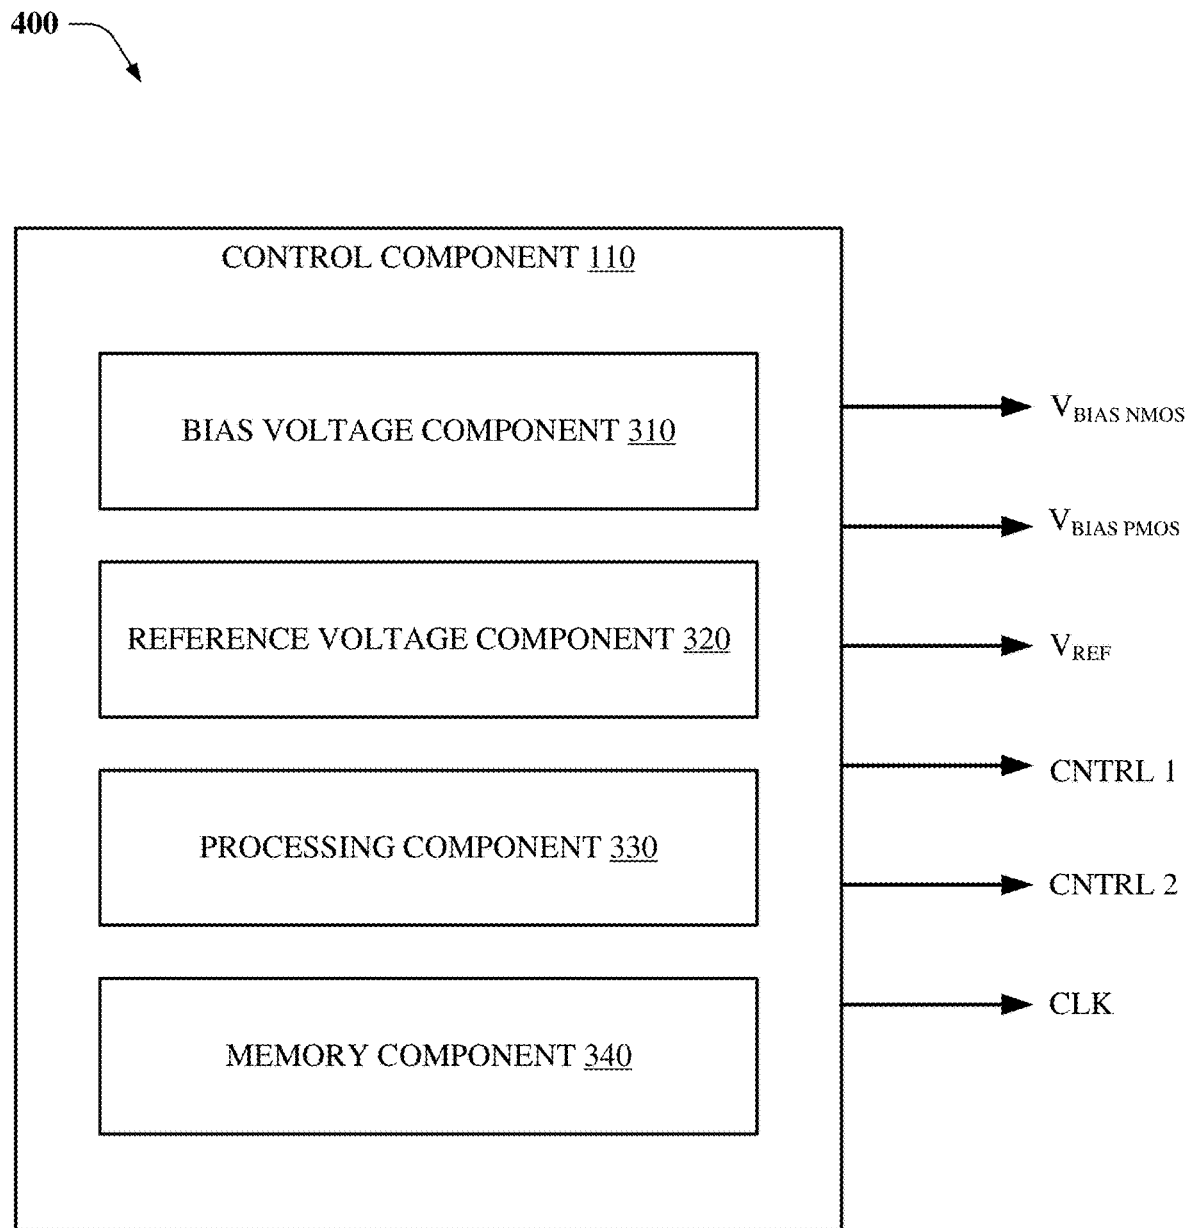 400
CONTROL COMPONENT 110
BIAS VOLTAGE COMPONENT 310
REFERENCE VOLTAGE COMPONENT 320
PROCESSING COMPONENT 330
MEMORY COMPONENT 340
VBIAS NMOS
VBIAS PMOS
VREF
CNTRL 1
CNTRL 2
CLK